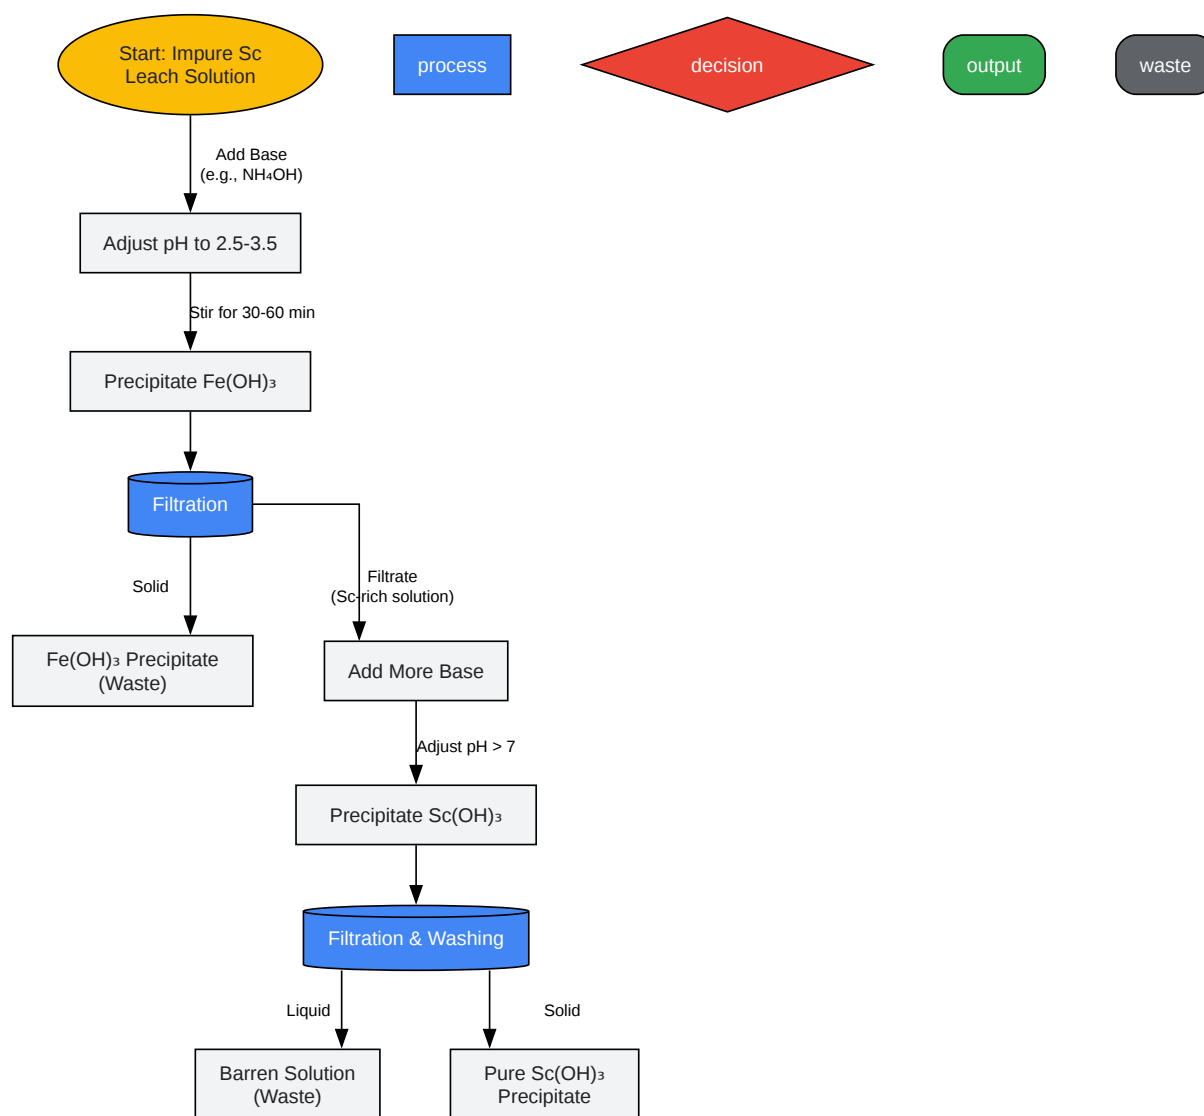 Start: Impure Sc
Leach Solution
process
decision
output
waste
Add Base
(e.g., NH₄OH)
Adjust pH to 2.5-3.5
Stir for 30-60 min
Precipitate Fe(OH)₃
Filtration
Solid
Filtrate
(Sc-rich solution)
Fe(OH)₃ Precipitate
(Waste)
Add More Base
Adjust pH > 7
Precipitate Sc(OH)₃
Filtration & Washing
Liquid
Solid
Barren Solution
(Waste)
Pure Sc(OH)₃
Precipitate